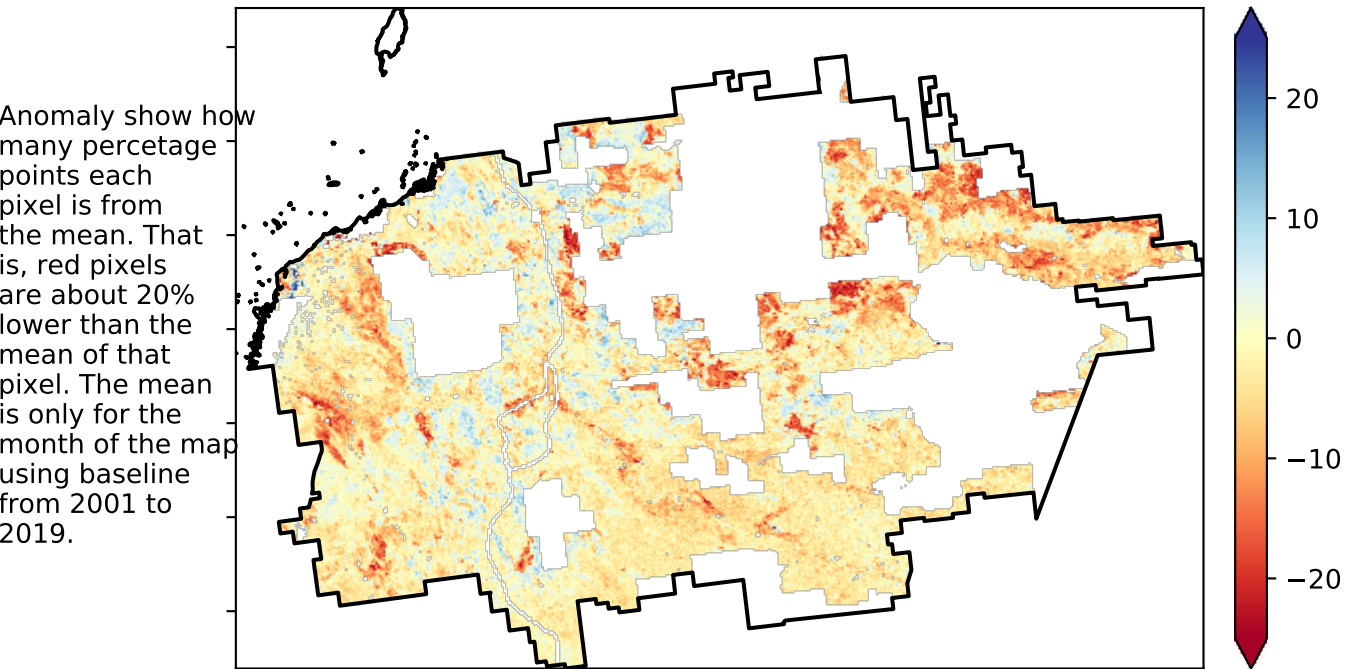 Anomaly show how
many percetage
points each
pixel is from
the mean. That
is, red pixels
are about 20%
lower than the
mean of that
pixel. The mean
is only for the
month of the map
using baseline
from 2001 to
2019.
20
10
0
−10
−20